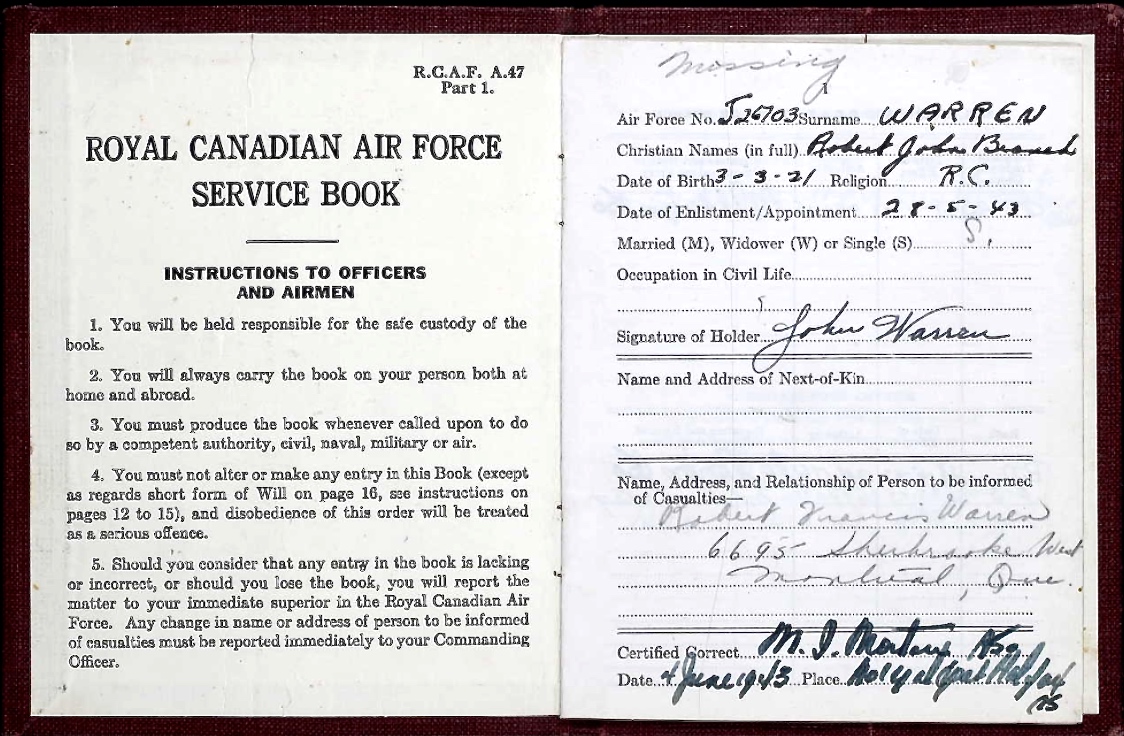 R.C.A.F. A.47
Part 1.
ROYAL CANADIAN AIR FORCE
SERVICE BOOK
INSTRUCTIONS TO OFFICERS
AND AIRMEN
1. You will be held responsible for the safe custody of the
book.
2. You will always carry the book on your person both at
home and abroad.
3. You must produce the book whenever called upon to do
so by a competent authority, civil, naval, military or air.
4. You must not alter or make any entry in this Book (except
as regards short form of Will on page 16, see instructions on
pages 12 to 15), and disobedience of this order will be treated
as a serious offence.
5. Should you consider that any entry in the book is lacking
or incorrect, or should you lose the book, you will report the
matter to your immediate superior in the Royal Canadian Air
Force. Any change in name or address of person to be informed
of casualties must be reported immediately to your Commanding
Officer.
Missing
1
Air Force No. J26703 Surname WARREN
Christian Names (in full) Robert John
Date of Birth 3-3-21 Religion R.C.
Date of Enlistment/Appointment 28-5-43
Married (M), Widower (W) or Single (S) S.
Occupation in Civil Life
Signature of Holder John Warren
Name and Address of Next-of-Kin
Name, Address, and Relationship of Person to be informed
of Casualties—
Robert Francis Warren
6695 Sherbrooke West
Montreal, Que.
Certified Correct M. I.
Date 4 June 1943 Place Halifax
NS